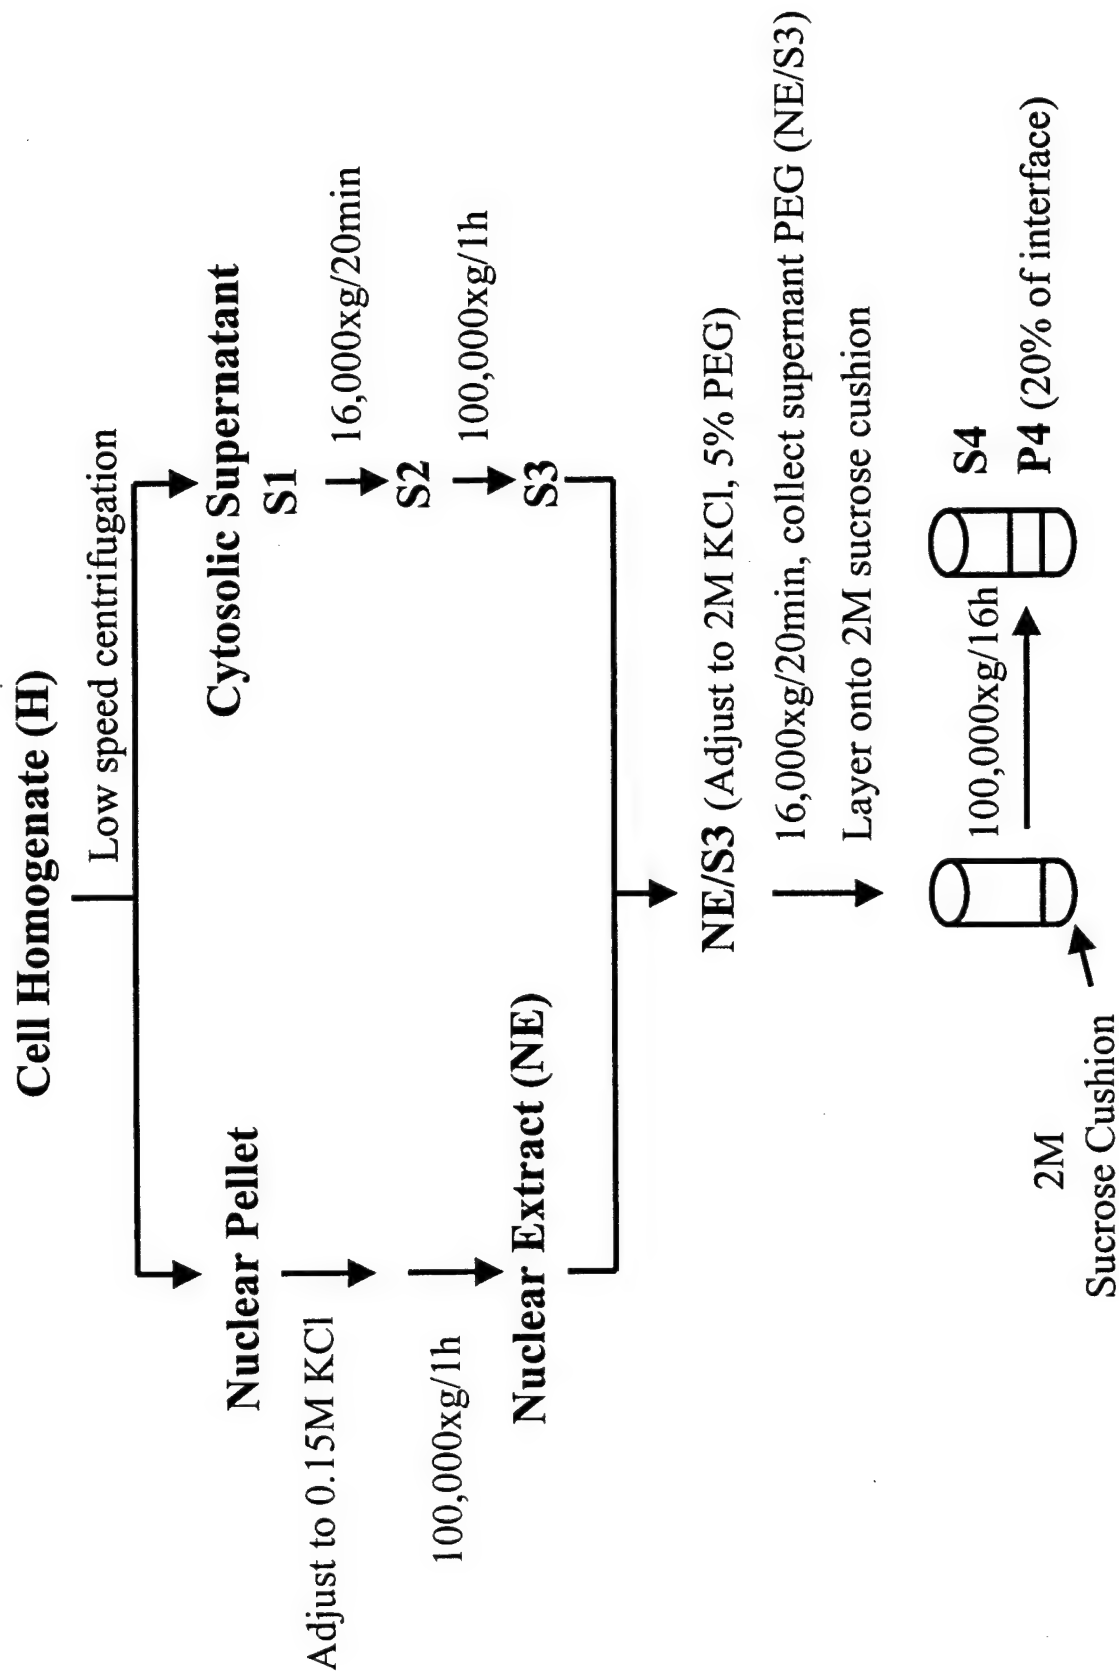 Cell Homogenate (H)
Low speed centrifugation
Nuclear Pellet
Cytosolic Supernatant
S1
Adjust to 0.15M KCl
16,000xg/20min
S2
100,000xg/1h
100,000xg/1h
Nuclear Extract (NE)
S3
NE/S3 (Adjust to 2M KCl, 5% PEG)
16,000xg/20min, collect supernant PEG (NE/S3)
Layer onto 2M sucrose cushion
100,000xg/16h
S4
P4 (20% of interface)
2M
Sucrose Cushion